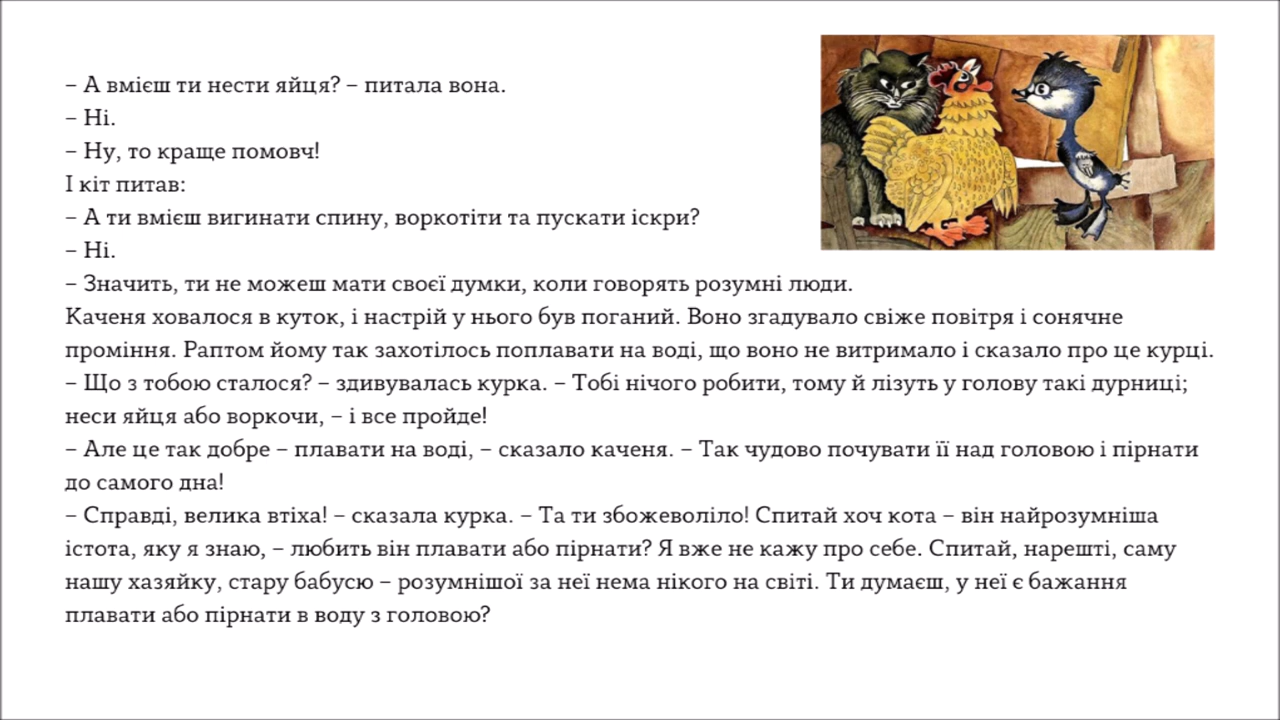 – А вмієш ти нести яйця? – питала вона.
– Ні.
– Ну, то краще помовч!
І кіт питав:
– А ти вмієш вигинати спину, воркотіти та пускати іскри?
– Ні.
– Значить, ти не можеш мати своєї думки, коли говорять розумні люди.
Каченя ховалося в куток, і настрій у нього був поганий. Воно згадувало свіже повітря і сонячне
проміння. Раптом йому так захотілось поплавати на воді, що воно не витримало і сказало про це курці.
– Що з тобою сталося? – здивувалась курка. – Тобі нічого робити, тому й лізуть у голову такі дурниці;
неси яйця або воркочи, – і все пройде!
– Але це так добре – плавати на воді, – сказало каченя. – Так чудово почувати її над головою і пірнати
до самого дна!
– Справді, велика втіха! – сказала курка. – Та ти збожеволіло! Спитай хоч кота – він найрозумніша
істота, яку я знаю, – любить він плавати або пірнати? Я вже не кажу про себе. Спитай, нарешті, саму
нашу хазяйку, стару бабусю – розумнішої за неї нема нікого на світі. Ти думаєш, у неї є бажання
плавати або пірнати в воду з головою?